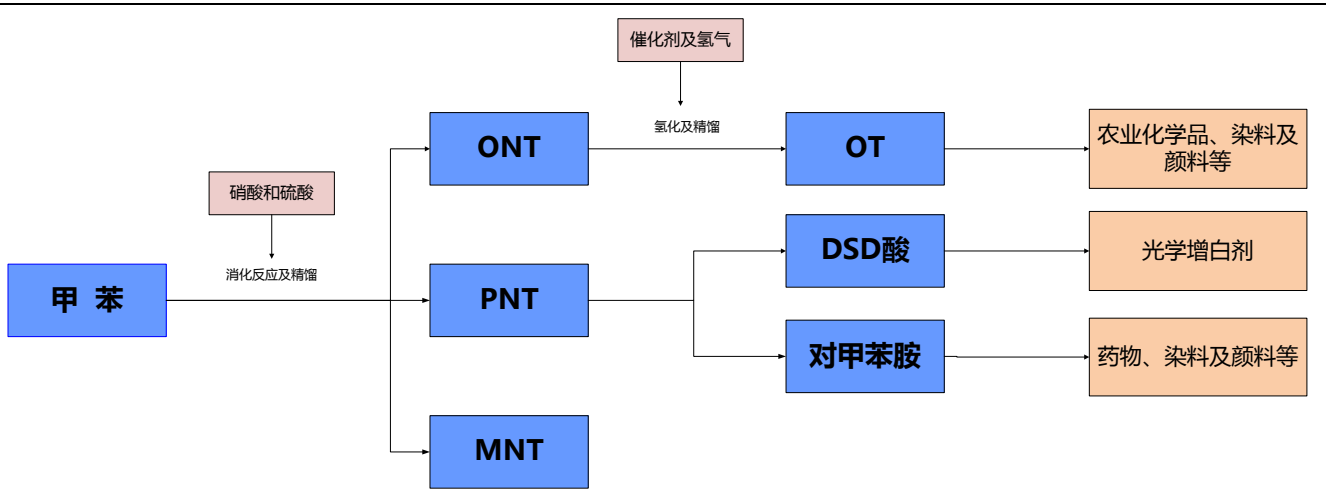 催化剂及氢气
氢化及精馏
ONT
OT
农业化学品、染料及
颜料等
硝酸和硫酸
消化反应及精馏
甲 苯
PNT
DSD酸
光学增白剂
对甲苯胺
药物、染料及颜料等
MNT